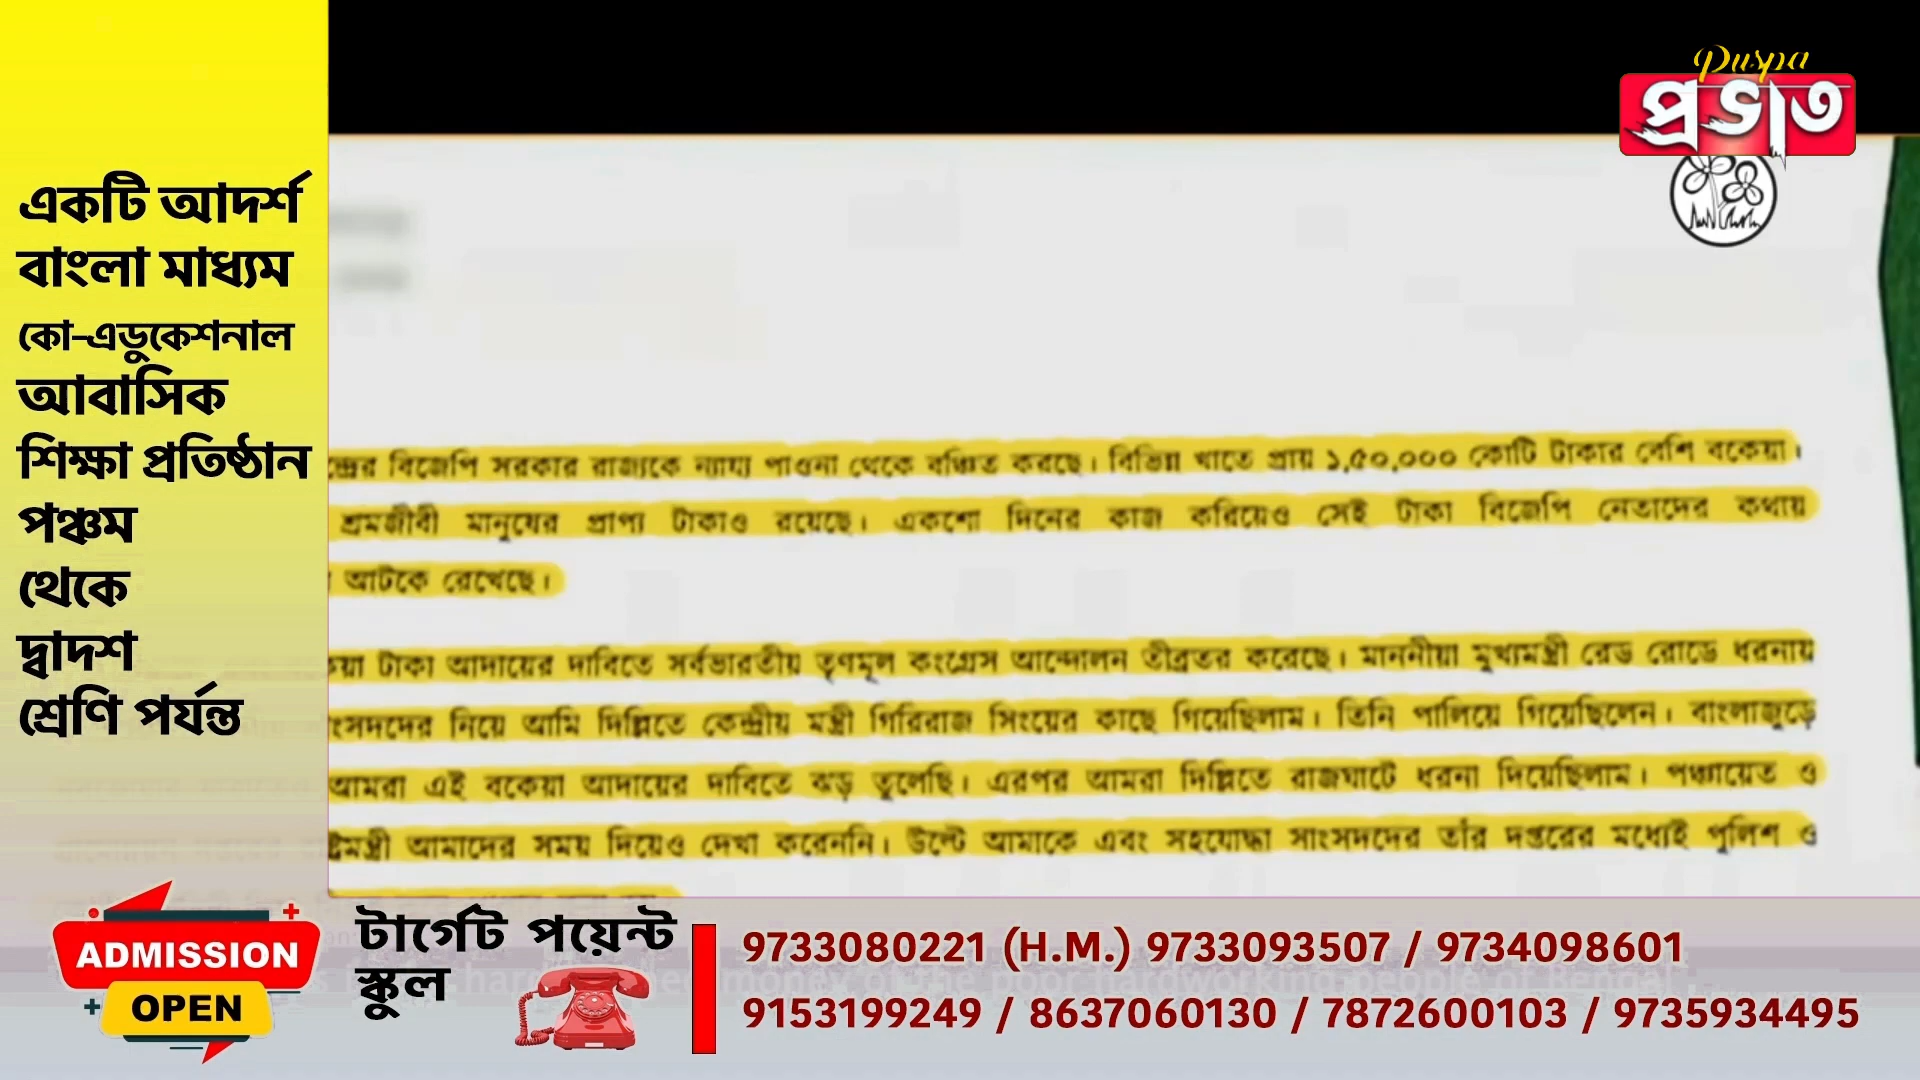 Puspa
প্রভাত
একটি আদর্শ
বাংলা মাধ্যম
কো-এডুকেশনাল
আবাসিক
শিক্ষা প্রতিষ্ঠান
পঞ্চম
থেকে
দ্বাদশ
শ্রেণি পর্যন্ত
বিজেপি সরকার রাজ্যকে ন্যায্য পাওনা থেকে বঞ্চিত করছে। বিভিন্ন খাতে প্রায় ১,৫০,০০০ কোটি টাকার বেশি বকেয়া।
শ্রমজীবী মানুষের প্রাপ্য টাকাও রয়েছে। একশো দিনের কাজ করিয়েও সেই টাকা বিজেপি নেতাদের কথায়
আটকে রেখেছে।
টাকা আদায়ের দাবিতে সর্বভারতীয় তৃণমূল কংগ্রেস আন্দোলন তীব্রতর করেছে। মাননীয়া মুখ্যমন্ত্রী রেড রোডে ধরনায়
নিয়ে আমি দিল্লিতে কেন্দ্রীয় মন্ত্রী গিরিরাজ সিংয়ের কাছে গিয়েছিলাম। তিনি পালিয়ে গিয়েছিলেন। বাংলাজুড়ে
আমরা এই বকেয়া আদায়ের দাবিতে ঝড় তুলেছি। এরপর আমরা দিল্লিতে রাজঘাটে ধরনা দিয়েছিলাম। পঞ্চায়েত ও
আমাদের সময় দিয়েও দেখা করেননি। উল্টে আমাকে এবং সহযোদ্ধা সাংসদদের তাঁর দপ্তরের মধ্যেই পুলিশ ও
ADMISSION
OPEN
টার্গেট পয়েন্ট
স্কুল
9733080221 (H.M.) 9733093507 / 9734098601
9153199249 / 8637060130 / 7872600103 / 9735934495